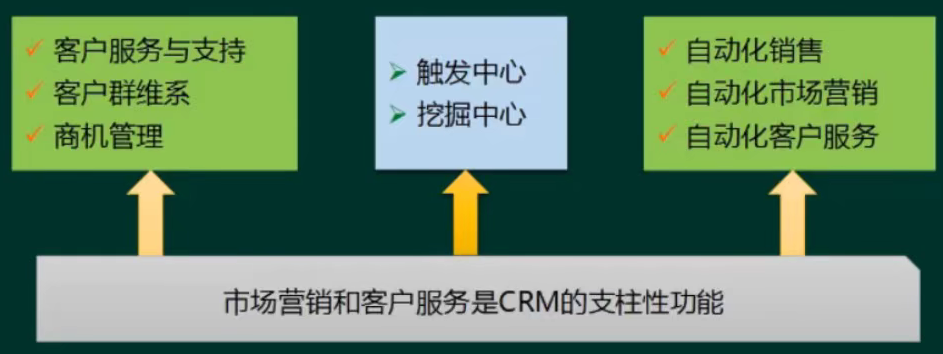 客户服务与支持
客户群维系
商机管理
触发中心
挖掘中心
自动化销售
自动化市场营销
自动化客户服务
市场营销和客户服务是CRM的支柱性功能